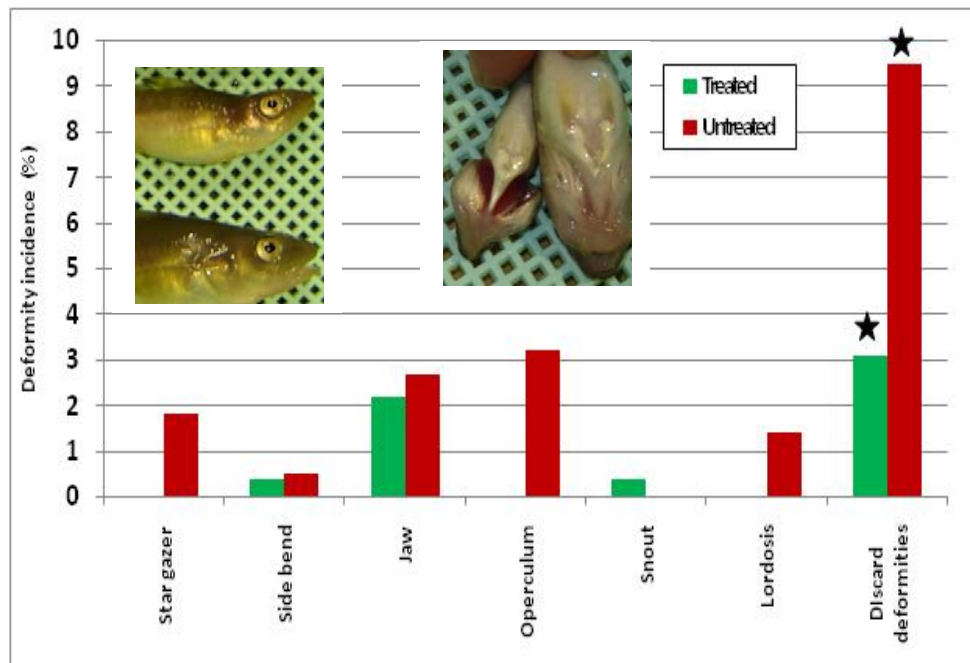 Deformity incidence (%)
10
9
8
7
6
5
4
3
2
1
0
Treated
Untreated
Star gazer
Side bend
Jaw
Operculum
Snout
Lordosis
DIscard
deformities